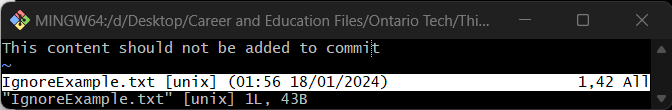 MINGW64:/d/Desktop/Career and Education Files/Ontario Tech/Thi...
This content should not be added to commit
~
IgnoreExample.txt [unix] (01:56 18/01/2024) 1,42 All
"IgnoreExample.txt" [unix] 1L, 43B